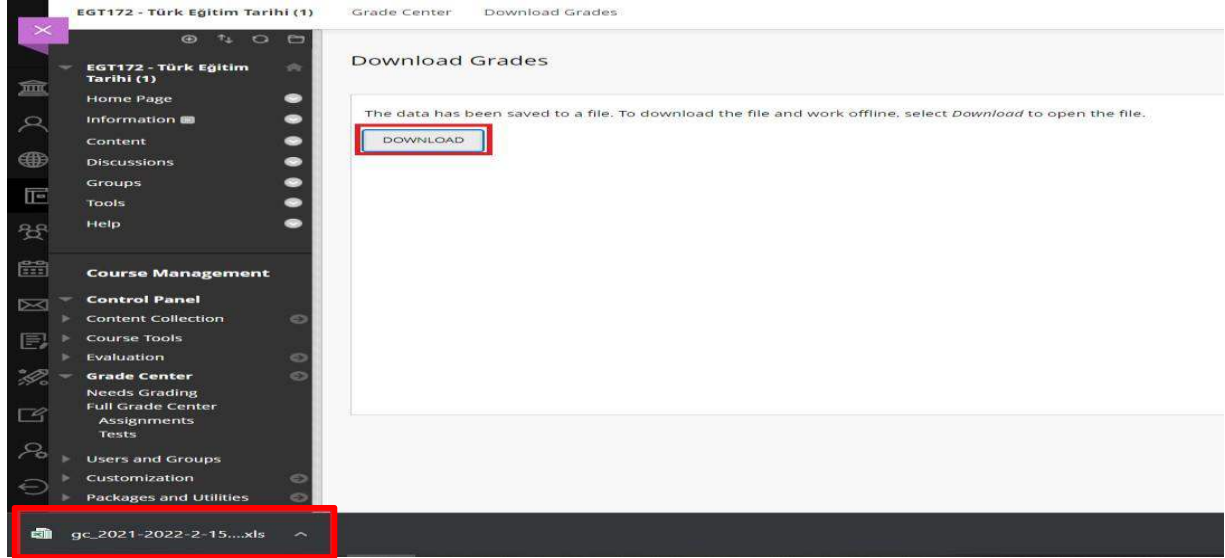 EGT172 - Türk Eğitim Tarihi (1) Grade Center Download Grades
EGT172 - Türk Eğitim
Tarihi (1)
Home Page
Information
Content
Discussions
Groups
Tools
Help
Course Management
Control Panel
Content Collection
Course Tools
Evaluation
Grade Center
Needs Grading
Full Grade Center
Assignments
Tests
Users and Groups
Customization
Packages and Utilities
Download Grades
The data has been saved to a file. To download the file and work offline, select Download to open the file.
DOWNLOAD
gc_2021-2022-2-15....xls